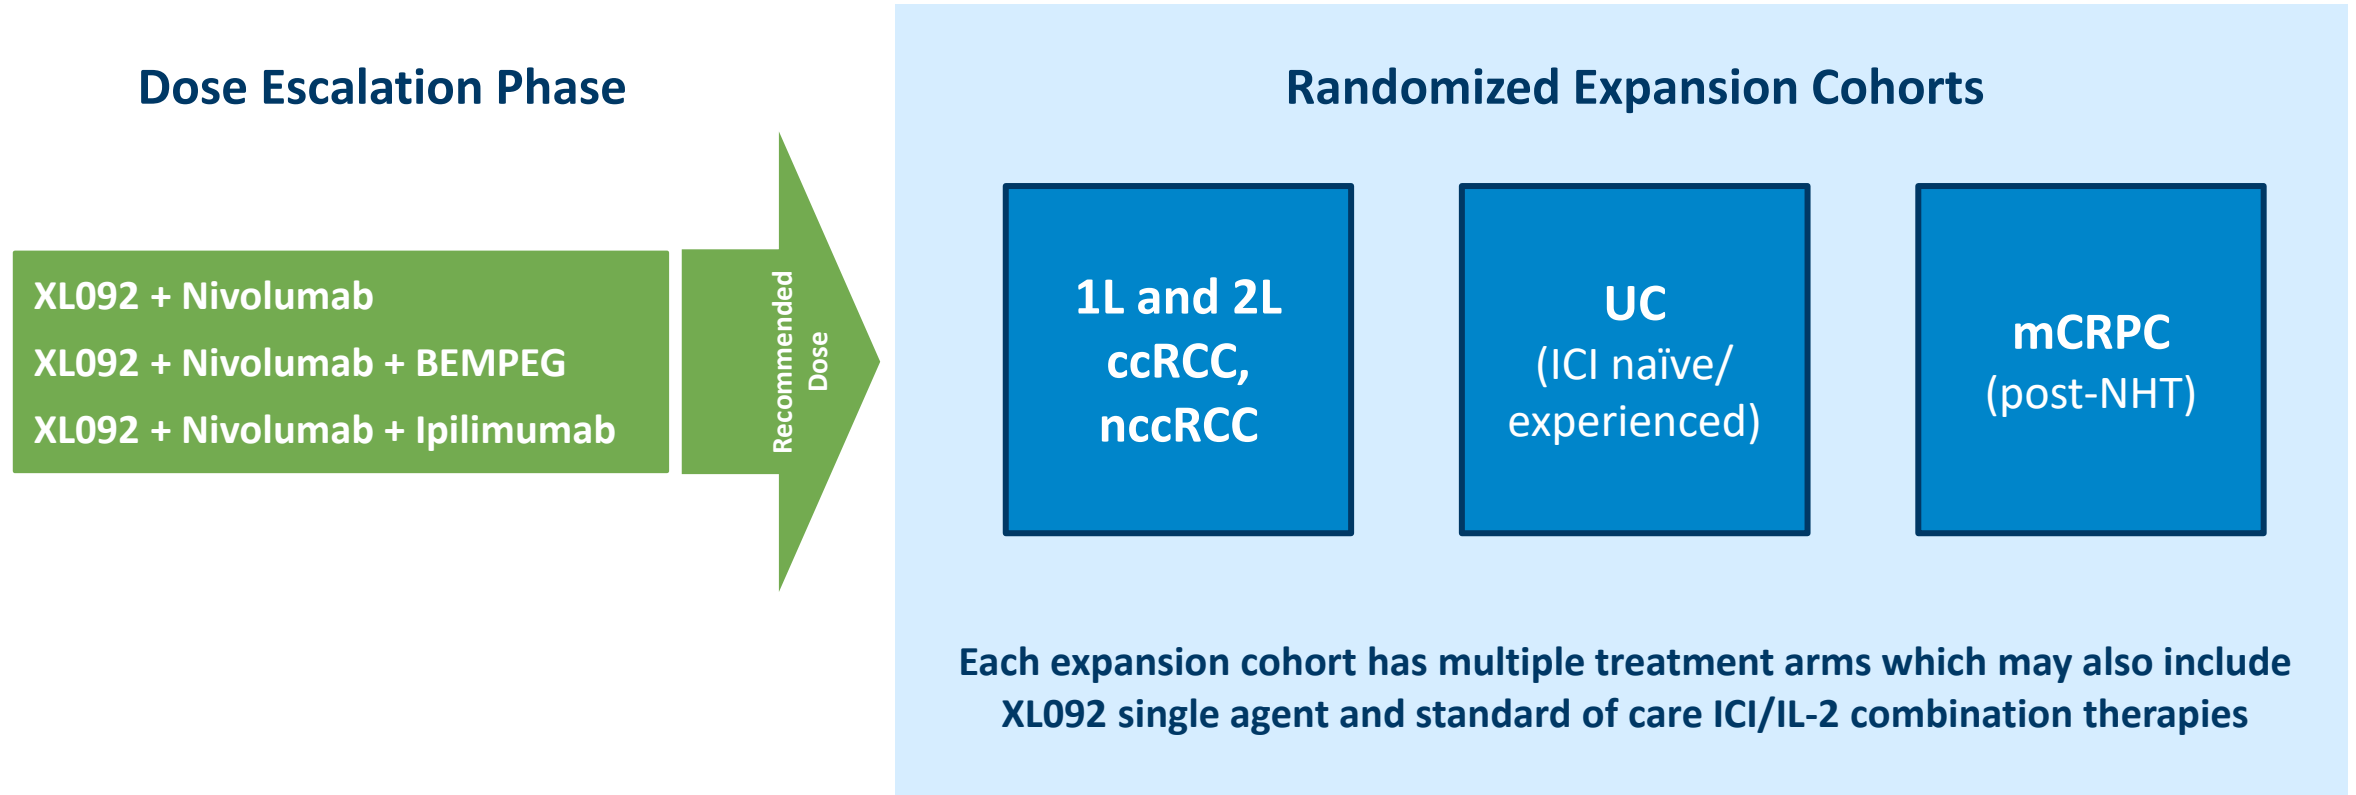 Dose Escalation Phase
XL092 + Nivolumab
XL092 + Nivolumab + BEMPEG
XL092 + Nivolumab + Ipilimumab
Recommended
Dose
Randomized Expansion Cohorts
1L and 2L
ccRCC,
nccRCC
UC
(ICI naïve/
experienced)
mCRPC
(post-NHT)
Each expansion cohort has multiple treatment arms which may also include
XL092 single agent and standard of care ICI/IL-2 combination therapies